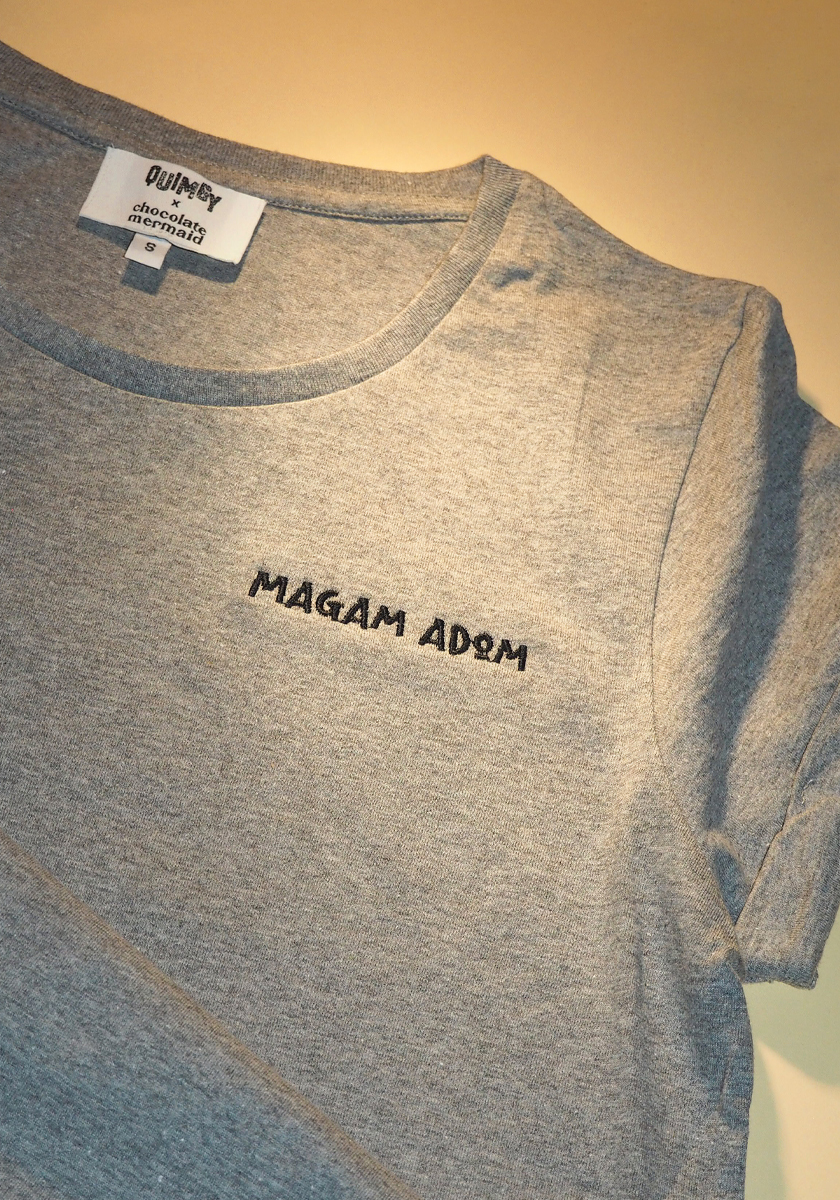 QUIMBY
x
chocolate
mermaid
S
MAGAM ADOM